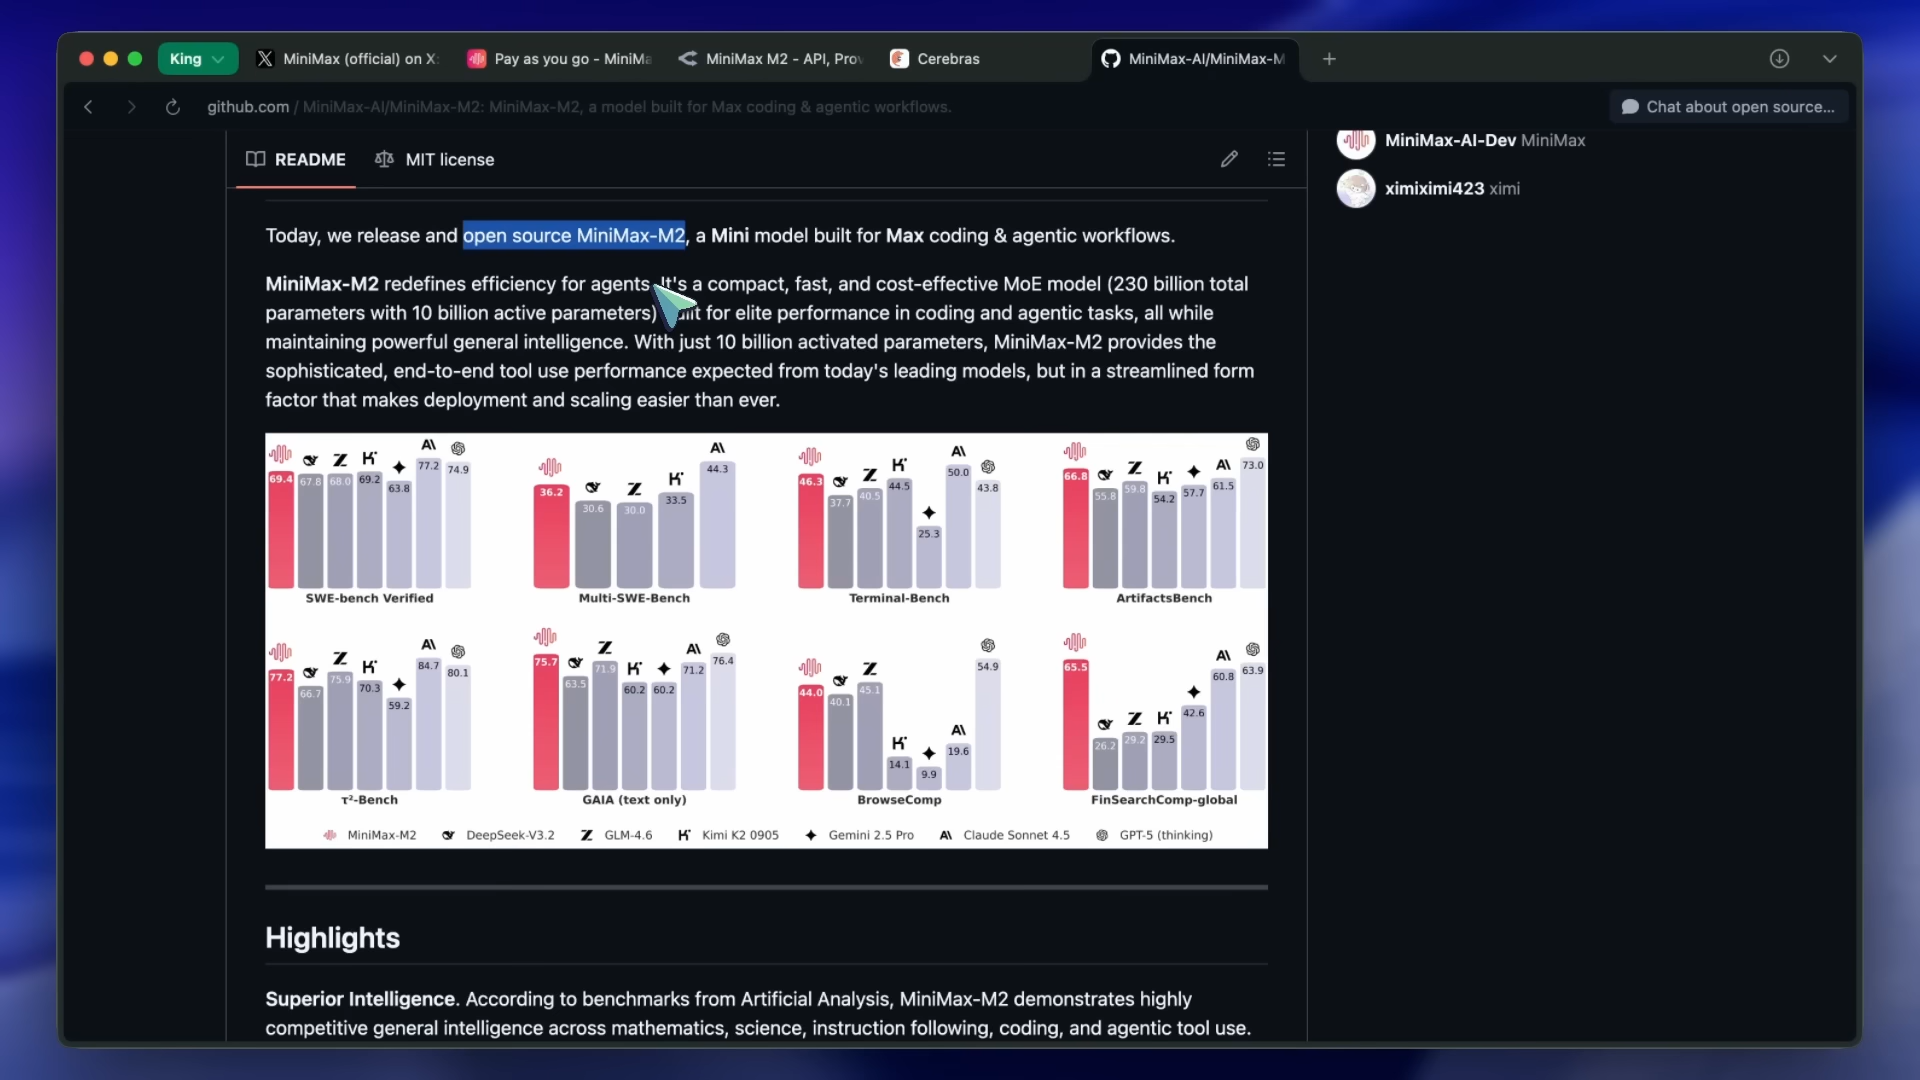 King
MiniMax (official) on X:
Pay as you go - MiniMa
MiniMax M2 - API, Prov
Cerebras
MiniMax-AI/MiniMax-M
github.com / MiniMax-AI/MiniMax-M2: MiniMax-M2, a model built for Max coding & agentic workflows.
Chat about open source...
README
MIT license
MiniMax-AI-Dev MiniMax
ximiximi423 ximi
Today, we release and open source MiniMax-M2, a Mini model built for Max coding & agentic workflows.
MiniMax-M2 redefines efficiency for agents. It's a compact, fast, and cost-effective MoE model (230 billion total
parameters with 10 billion active parameters) built for elite performance in coding and agentic tasks, all while
maintaining powerful general intelligence. With just 10 billion activated parameters, MiniMax-M2 provides the
sophisticated, end-to-end tool use performance expected from today's leading models, but in a streamlined form
factor that makes deployment and scaling easier than ever.
69.4 67.8 68.0 69.2 63.8 77.2 74.9
SWE-bench Verified
36.2 30.6 30.0 33.5 44.3
Multi-SWE-Bench
46.3 37.7 40.5 44.5 25.3 50.0 43.8
Terminal-Bench
66.8 55.8 59.8 54.2 57.7 61.5 73.0
ArtifactsBench
77.2 66.7 75.9 70.3 59.2 84.7 80.1
τ²-Bench
75.7 63.5 71.9 60.2 60.2 71.2 76.4
GAIA (text only)
44.0 40.1 45.1 14.1 9.9 19.6 54.9
BrowseComp
65.5 26.2 29.2 29.5 42.6 60.8 63.9
FinSearchComp-global
MiniMax-M2 DeepSeek-V3.2 GLM-4.6 Kimi K2 0905 Gemini 2.5 Pro Claude Sonnet 4.5 GPT-5 (thinking)
Highlights
Superior Intelligence. According to benchmarks from Artificial Analysis, MiniMax-M2 demonstrates highly
competitive general intelligence across mathematics, science, instruction following, coding, and agentic tool use.